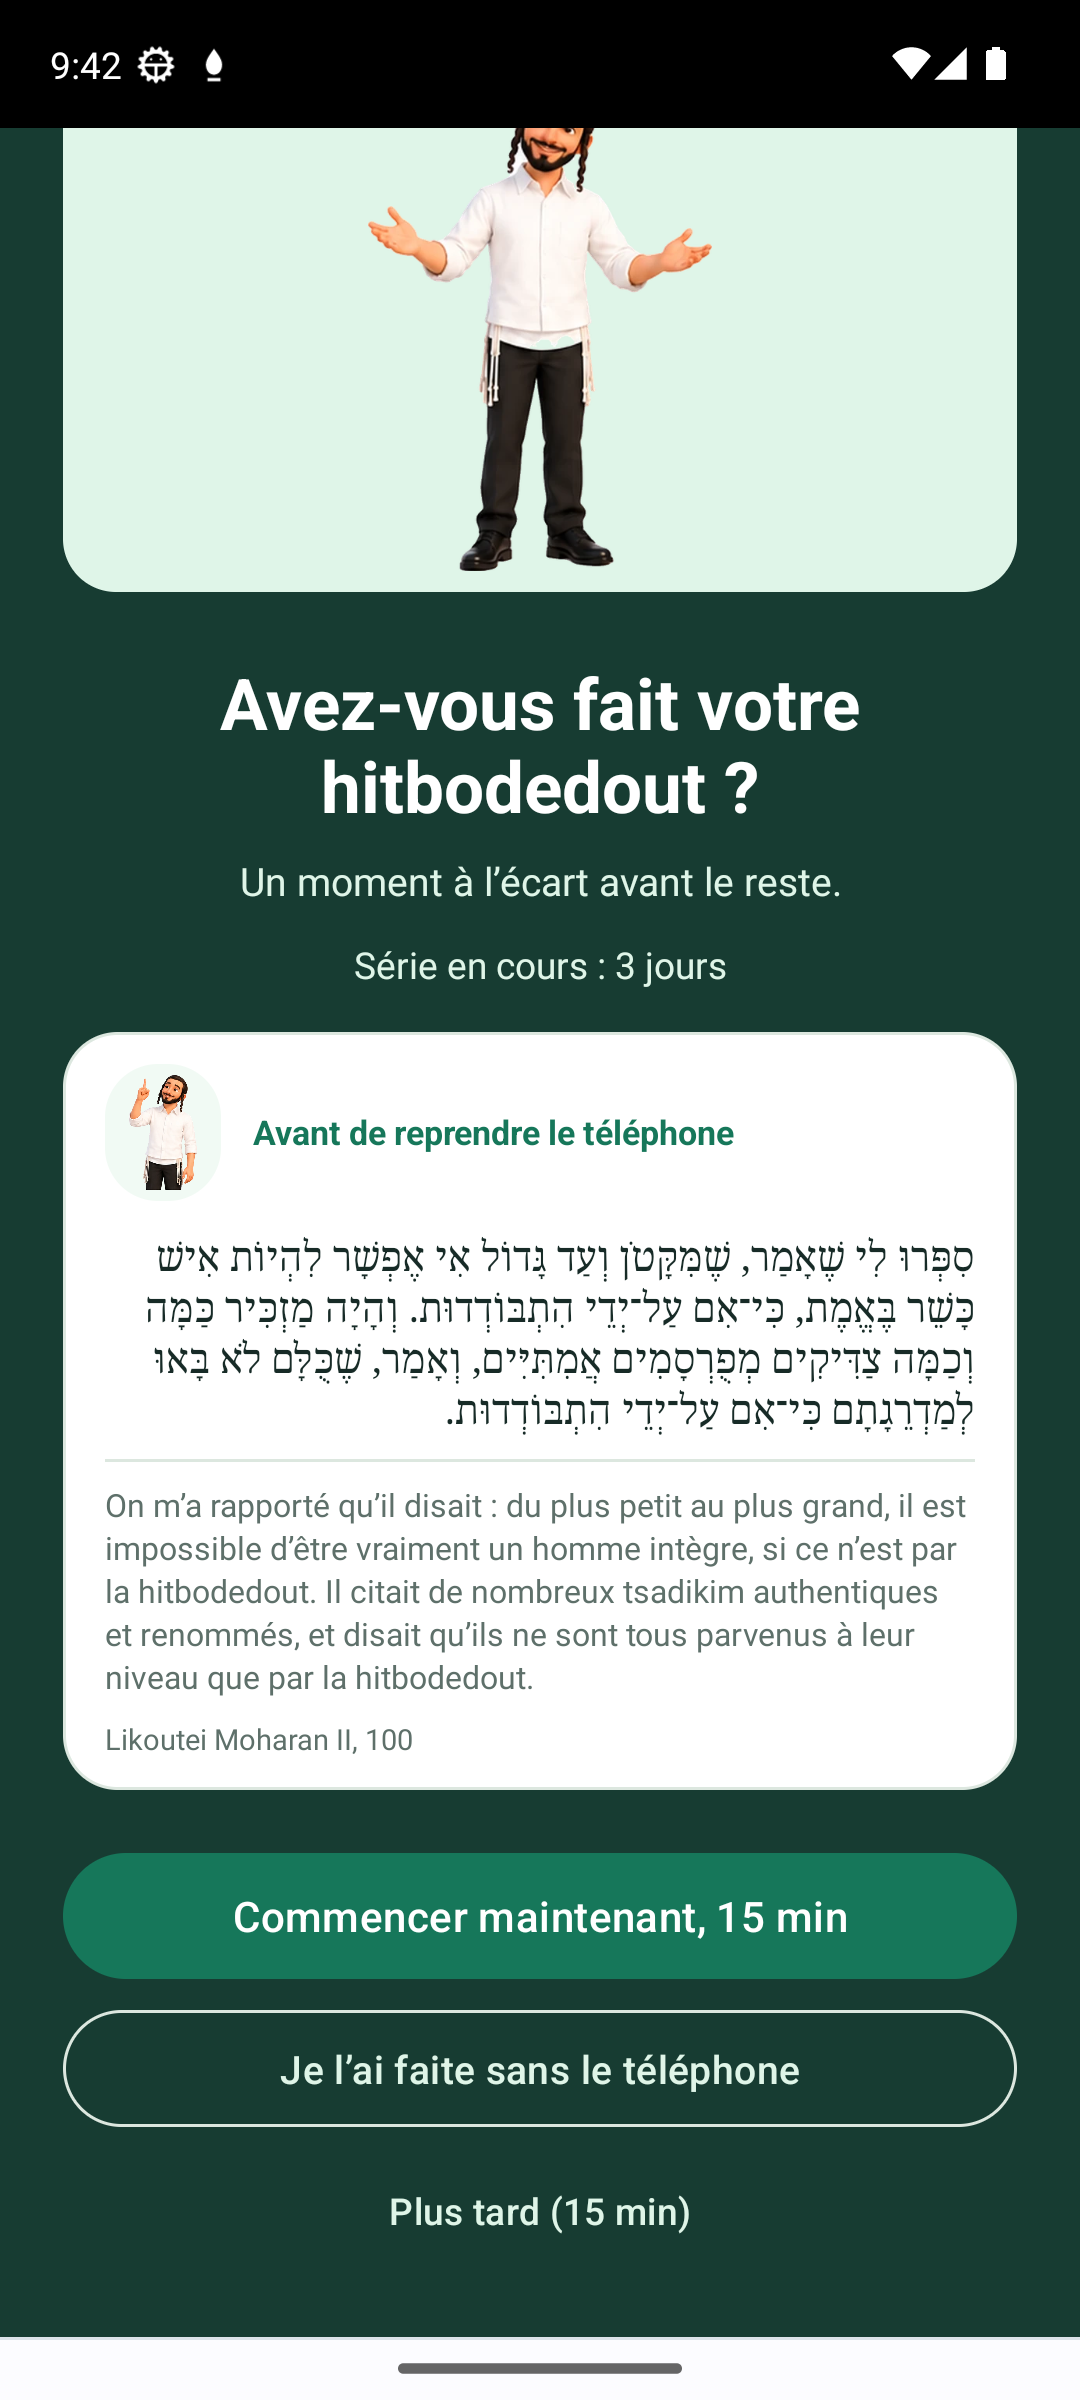 9:42
Avez-vous fait votre
hitbodedout ?
Un moment à l’écart avant le reste.
Série en cours : 3 jours
Avant de reprendre le téléphone
סִפְּרוּ לִי שֶׁאָמַר, שֶׁמִּקָּטֹן וְעַד גָּדוֹל אִי אֶפְשָׁר לִהְיוֹת אִישׁ
כָּשֵׁר בֶּאֱמֶת, כִּי־אִם עַל־יְדֵי הִתְבּוֹדְדוּת. וְהָיָה מַזְכִּיר כַּמָּה
וְכַמָּה צַדִּיקִים מְפֻרְסָמִים אֲמִתִּיִּים, וְאָמַר, שֶׁכֻּלָּם לֹא בָּאוּ
לְמַדְרֵגָתָם כִּי־אִם עַל־יְדֵי הִתְבּוֹדְדוּת.
On m’a rapporté qu’il disait : du plus petit au plus grand, il est
impossible d’être vraiment un homme intègre, si ce n’est par
la hitbodedout. Il citait de nombreux tsadikim authentiques
et renommés, et disait qu’ils ne sont tous parvenus à leur
niveau que par la hitbodedout.
Likoutei Moharan II, 100
Commencer maintenant, 15 min
Je l’ai faite sans le téléphone
Plus tard (15 min)